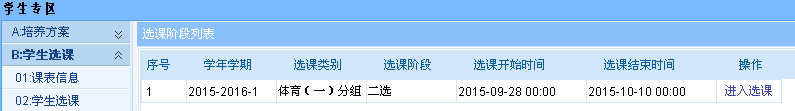 学生专区
A:培养方案
B:学生选课
01:课表信息
02:学生选课
选课阶段列表
序号 学年学期 选课类别 选课阶段 选课开始时间 选课结束时间 操作
1 2015-2016-1 体育（一）分组 二选 2015-09-28 00:00 2015-10-10 00:00 进入选课